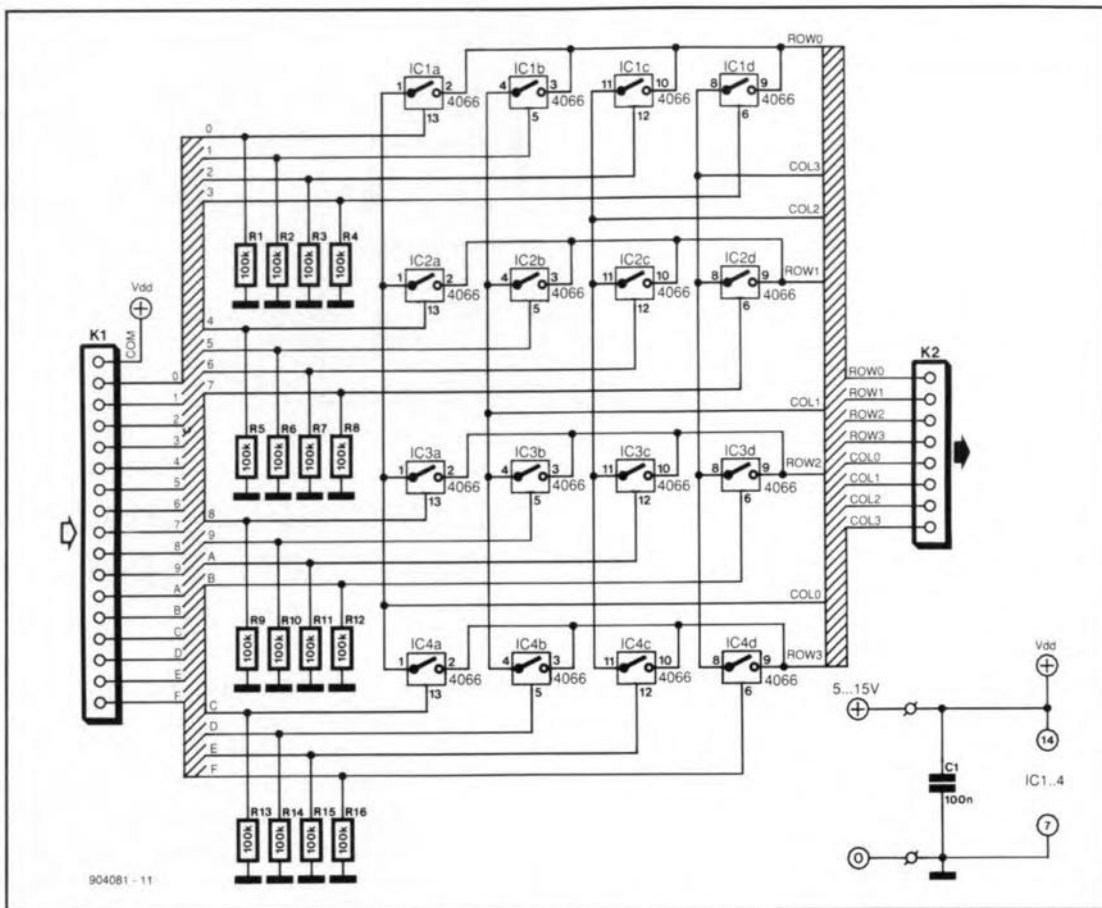 ROW0
IC1a IC1b IC1c IC1d
1 2 4 3 11 10 8 9
4066 4066 4066 4066
13 5 12 6
0
1
2
3
COL3
COL2
R1 R2 R3 R4
100k 100k 100k 100k
IC2a IC2b IC2c IC2d
1 2 4 3 11 10 8 9 ROW1
4066 4066 4066 4066
13 5 12 6
4
5
6
7
COL1
R5 R6 R7 R8
100k 100k 100k 100k
IC3a IC3b IC3c IC3d
1 2 4 3 11 10 8 9 ROW2
4066 4066 4066 4066
13 5 12 6
8
9
A
B
COL0
R9 R10 R11 R12
100k 100k 100k 100k
IC4a IC4b IC4c IC4d
1 2 4 3 11 10 8 9 ROW3
4066 4066 4066 4066
13 5 12 6
C
D
E
F
R13 R14 R15 R16
100k 100k 100k 100k
Vdd
K1
COM
0
1
2
3
4
5
6
7
8
9
A
B
C
D
E
F
K2
ROW0
ROW1
ROW2
ROW3
COL0
COL1
COL2
COL3
Vdd
5...15V
14
C1
100n
IC1..4
7
0
904081 - 11